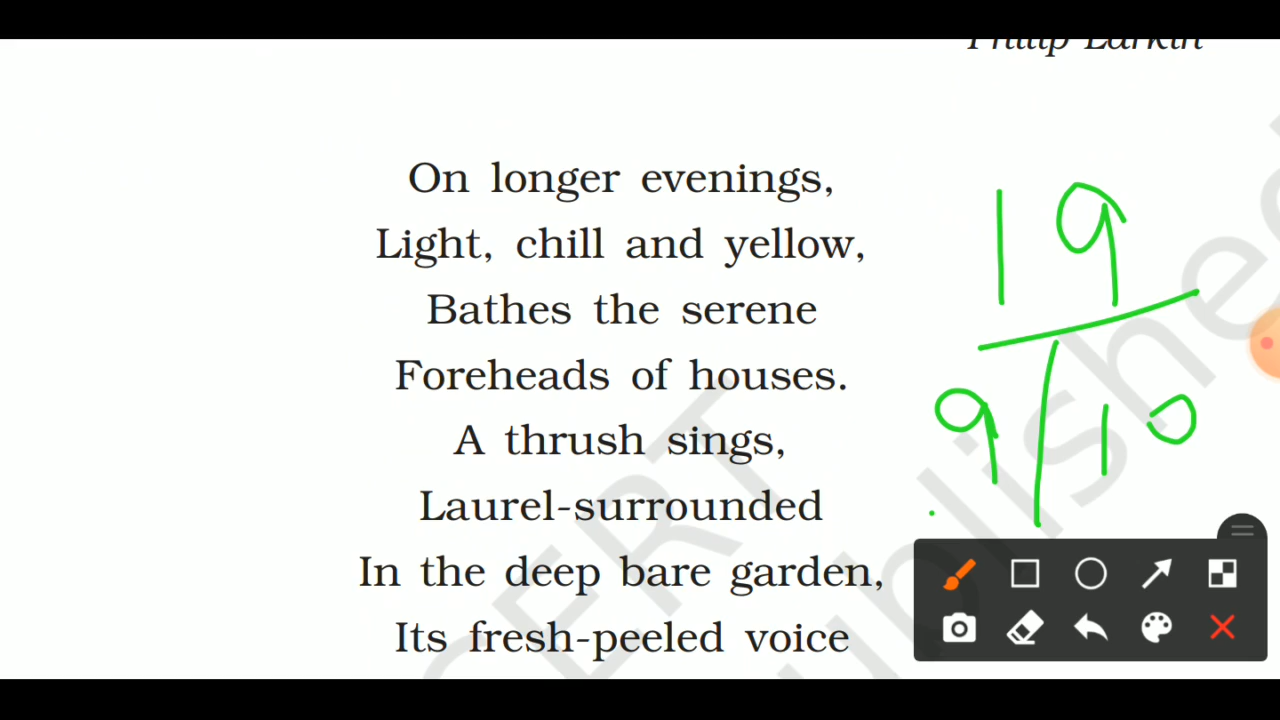 Philip Larkin
On longer evenings,
Light, chill and yellow,
Bathes the serene
Foreheads of houses.
A thrush sings,
Laurel-surrounded
In the deep bare garden,
Its fresh-peeled voice
19
9 10